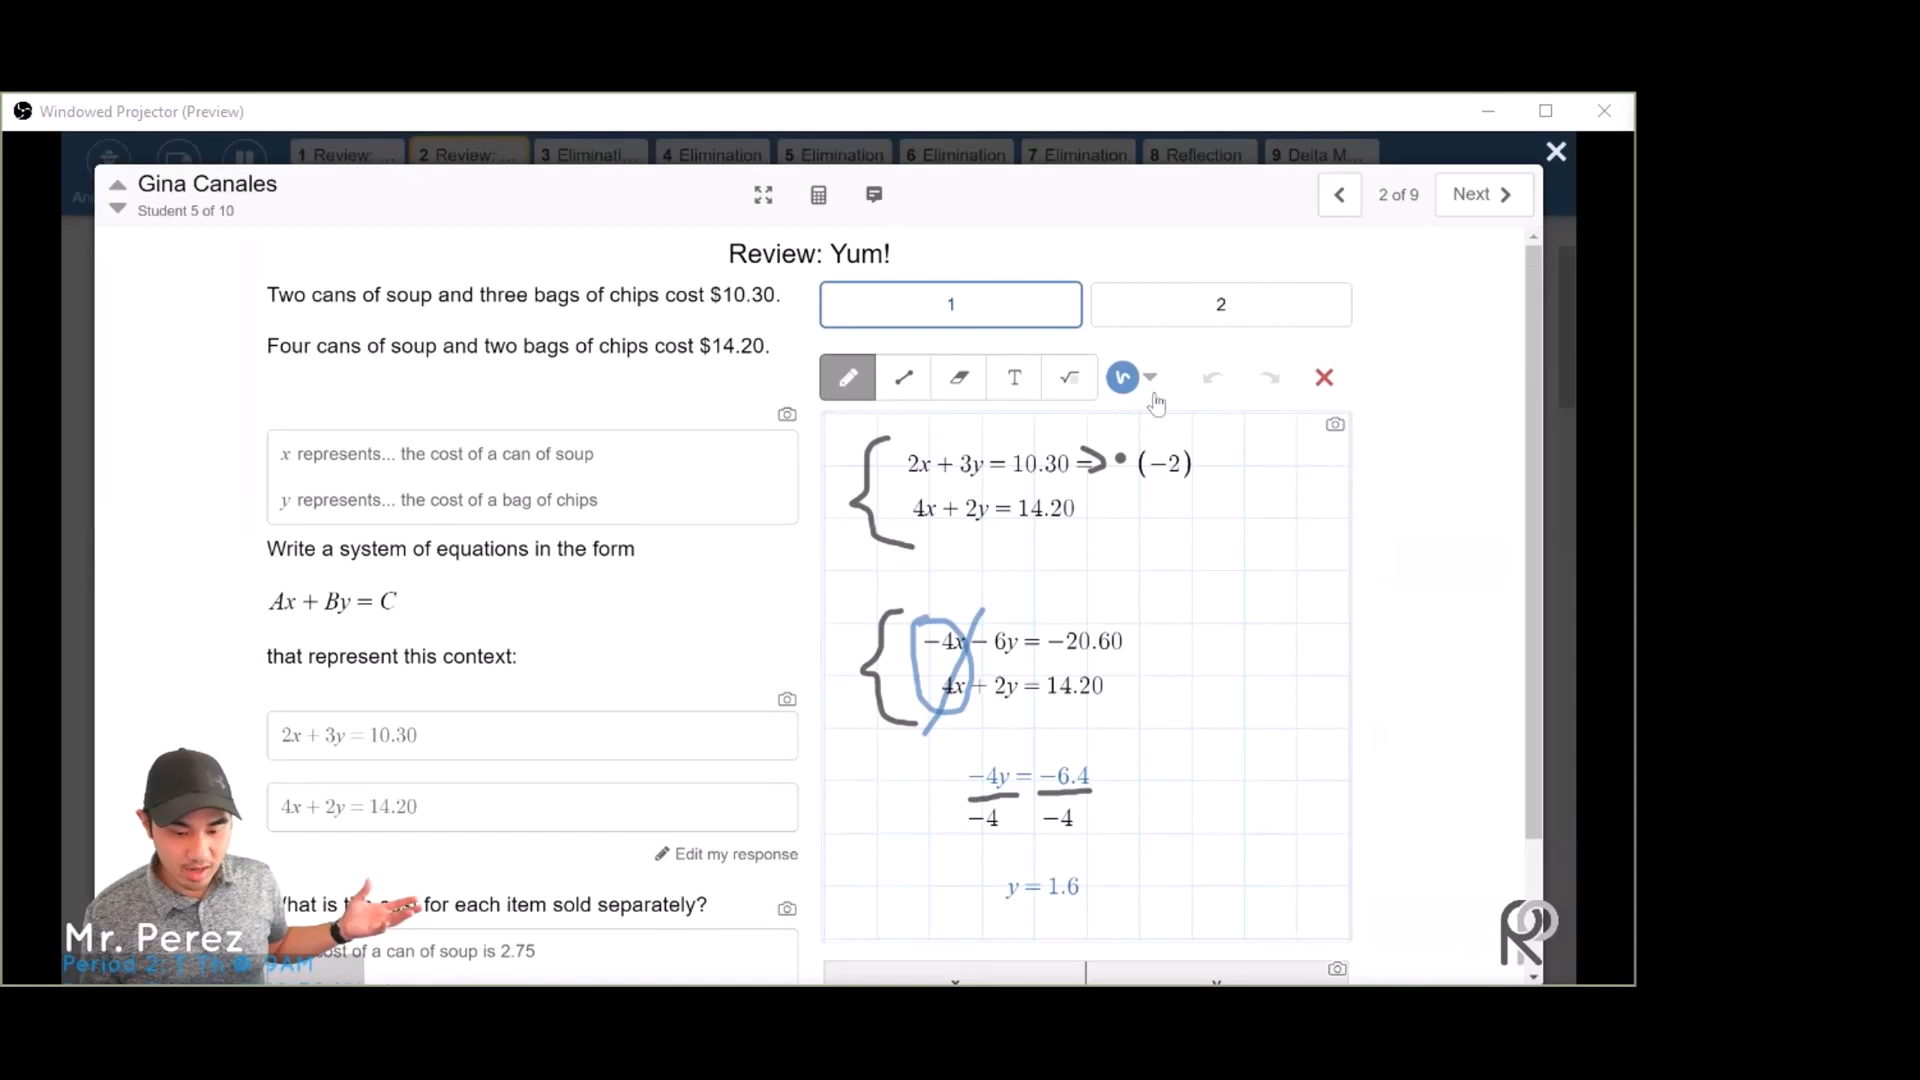 Windowed Projector (Preview)
1 Review: ...
2 Review: ...
3 Eliminati...
4 Elimination
5 Elimination
6 Elimination
7 Elimination
8 Reflection
9 Delta M...
Gina Canales
Student 5 of 10
2 of 9
Next
Review: Yum!
Two cans of soup and three bags of chips cost $10.30.
Four cans of soup and two bags of chips cost $14.20.
x represents... the cost of a can of soup
y represents... the cost of a bag of chips
Write a system of equations in the form
Ax + By = C
that represent this context:
2x + 3y = 10.30
4x + 2y = 14.20
Edit my response
hat is for each item sold separately?
ost of a can of soup is 2.75
Mr. Perez
Period 2: T Th @ 9AM
1
2
T
2x + 3y = 10.30 => • (−2)
4x + 2y = 14.20
−4x − 6y = −20.60
4x + 2y = 14.20
−4y = −6.4
−4 −4
y = 1.6